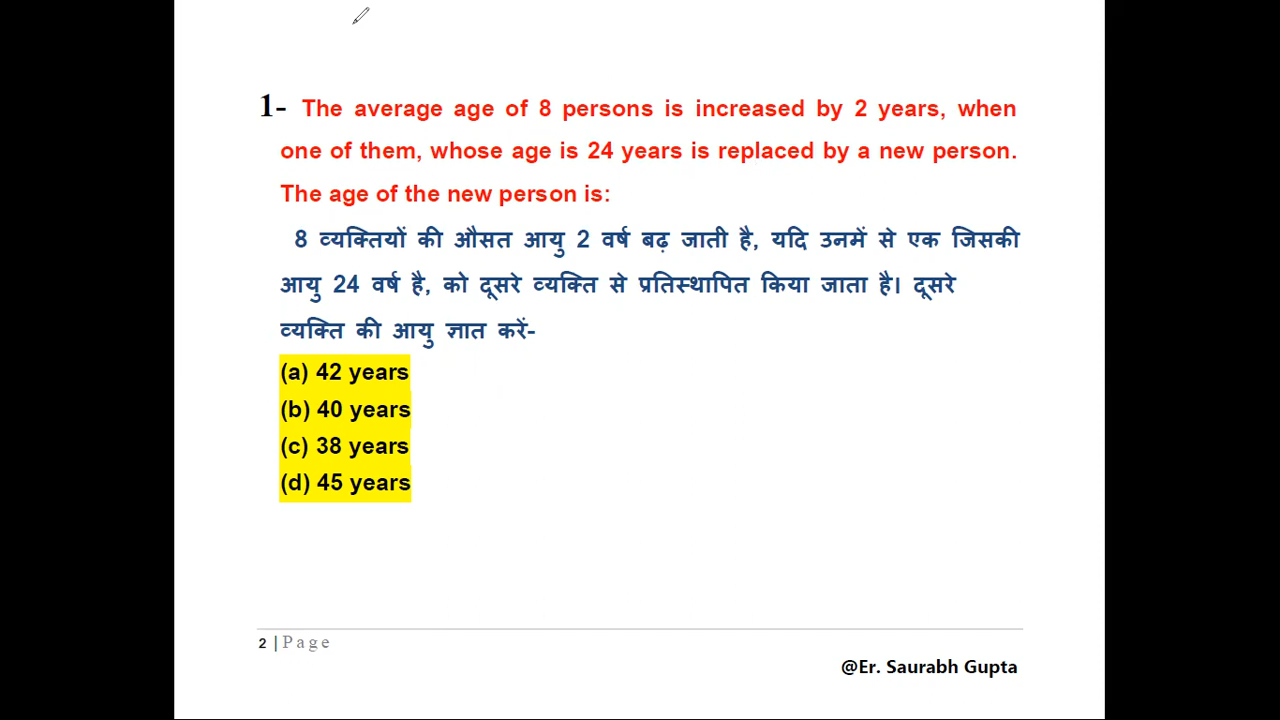 1- The average age of 8 persons is increased by 2 years, when
one of them, whose age is 24 years is replaced by a new person.
The age of the new person is:
8 व्यक्तियों की औसत आयु 2 वर्ष बढ़ जाती है, यदि उनमें से एक जिसकी
आयु 24 वर्ष है, को दूसरे व्यक्ति से प्रतिस्थापित किया जाता है। दूसरे
व्यक्ति की आयु ज्ञात करें-
(a) 42 years
(b) 40 years
(c) 38 years
(d) 45 years
2 | Page
@Er. Saurabh Gupta